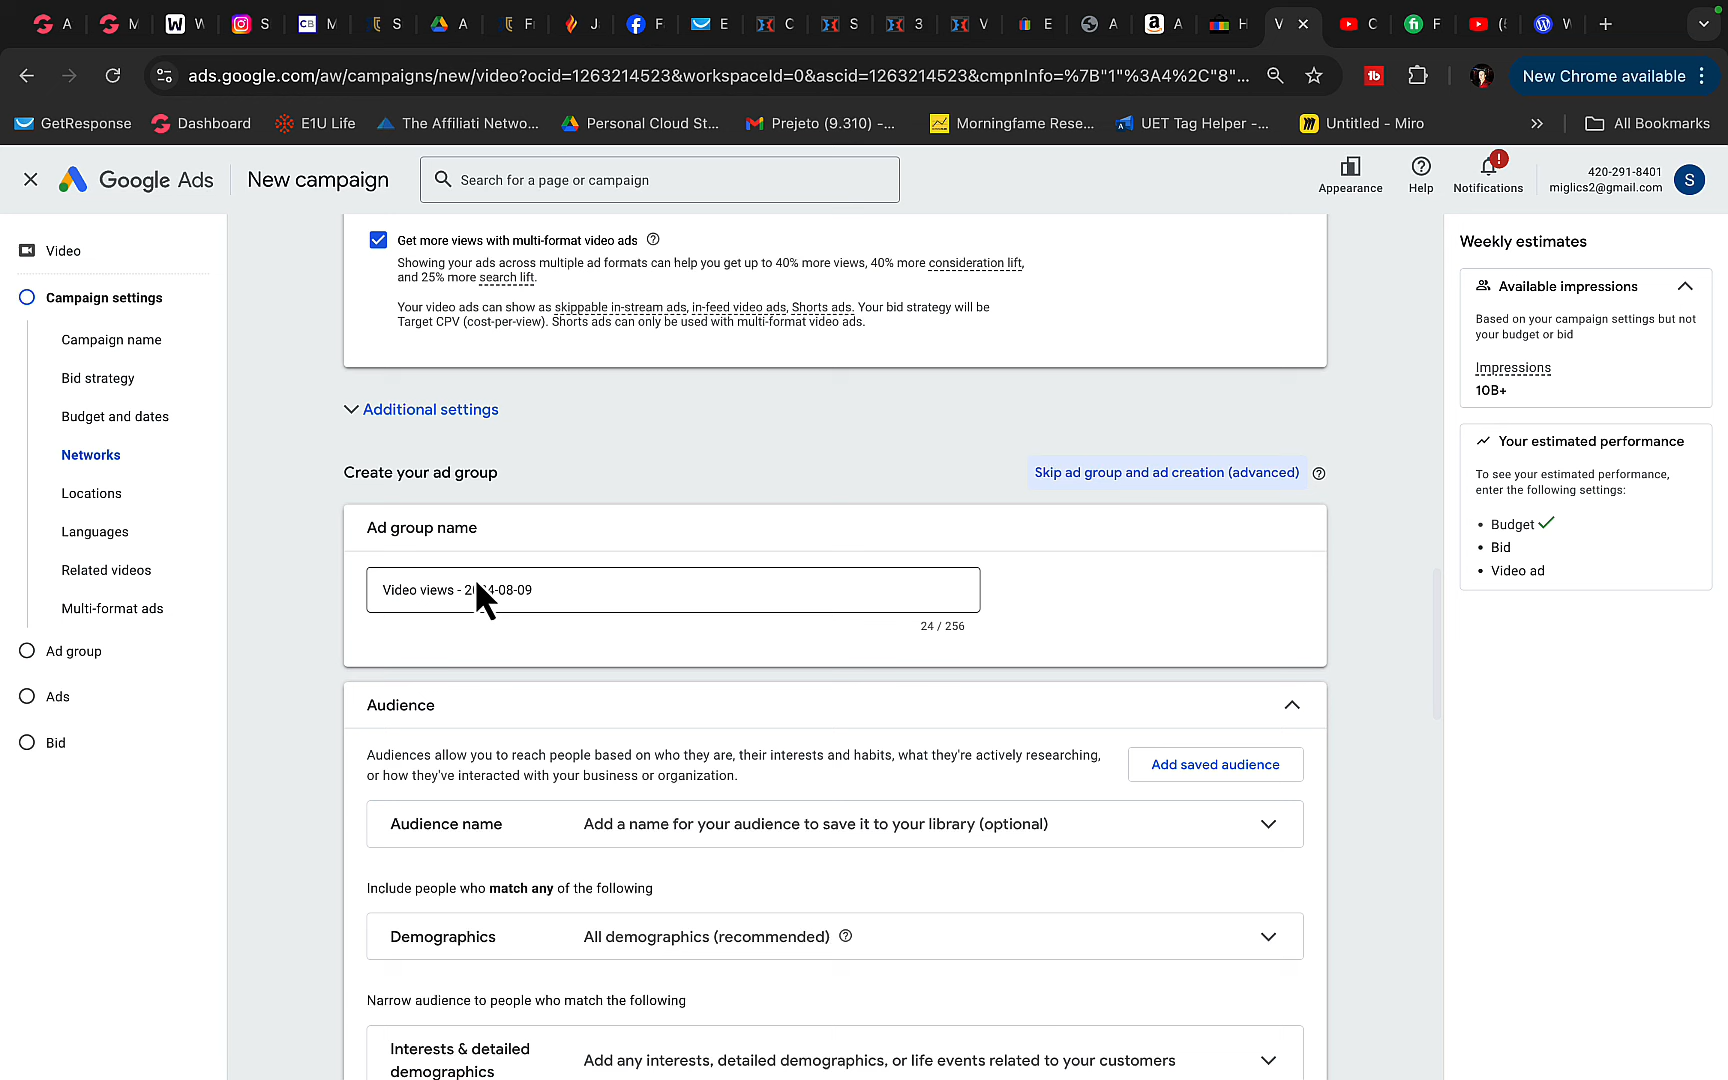 A
M
W
S
M
S
A
F
J
F
E
C
S
3
V
E
A
A
H
V
C
F
(
W
ads.google.com/aw/campaigns/new/video?ocid=1263214523&workspaceId=0&ascid=1263214523&cmpnInfo=%7B"1"%3A4%2C"8"...
New Chrome available
GetResponse
Dashboard
E1U Life
The Affiliati Netwo...
Personal Cloud St...
Prejeto (9.310) -...
Morningfame Rese...
UET Tag Helper -...
Untitled - Miro
All Bookmarks
Google Ads
New campaign
Search for a page or campaign
Appearance
Help
Notifications
420-291-8401
miglics2@gmail.com
S
Video
Campaign settings
Campaign name
Bid strategy
Budget and dates
Networks
Locations
Languages
Related videos
Multi-format ads
Ad group
Ads
Bid
Get more views with multi-format video ads
Showing your ads across multiple ad formats can help you get up to 40% more views, 40% more consideration lift,
and 25% more search lift.
Your video ads can show as skippable in-stream ads, in-feed video ads, Shorts ads. Your bid strategy will be
Target CPV (cost-per-view). Shorts ads can only be used with multi-format video ads.
Additional settings
Create your ad group
Skip ad group and ad creation (advanced)
Ad group name
Video views - 2024-08-09
24 / 256
Audience
Audiences allow you to reach people based on who they are, their interests and habits, what they're actively researching,
or how they've interacted with your business or organization.
Add saved audience
Audience name
Add a name for your audience to save it to your library (optional)
Include people who match any of the following
Demographics
All demographics (recommended)
Narrow audience to people who match the following
Interests & detailed
demographics
Add any interests, detailed demographics, or life events related to your customers
Weekly estimates
Available impressions
Based on your campaign settings but not
your budget or bid
Impressions
10B+
Your estimated performance
To see your estimated performance,
enter the following settings:
• Budget
• Bid
• Video ad